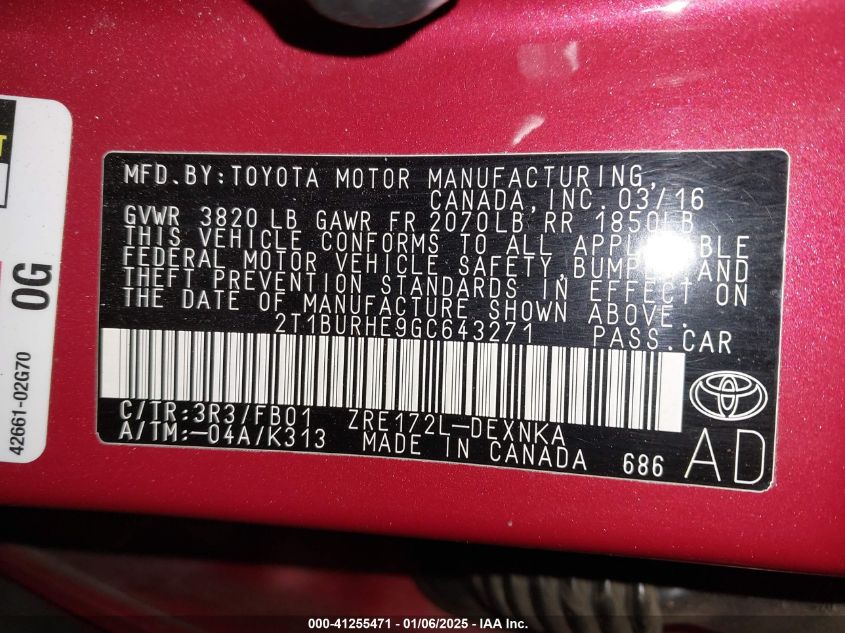 MFD.BY:TOYOTA MOTOR MANUFACTURING,
CANADA, INC. 03/16
GVWR 3820 LB GAWR FR 2070LB RR 1850LB
THIS VEHICLE CONFORMS TO ALL APPLICABLE
FEDERAL MOTOR VEHICLE SAFETY, BUMPER, AND
THEFT PREVENTION STANDARDS IN EFFECT ON
THE DATE OF MANUFACTURE SHOWN ABOVE.
2T1BURHE9GC643271 PASS.CAR
C/TR:3R3/FB01 ZRE172L-DEXNKA
A/TM:-04A/K313 MADE IN CANADA 686 AD
42661-02G70
0G
000-41255471 - 01/06/2025 - IAA Inc.